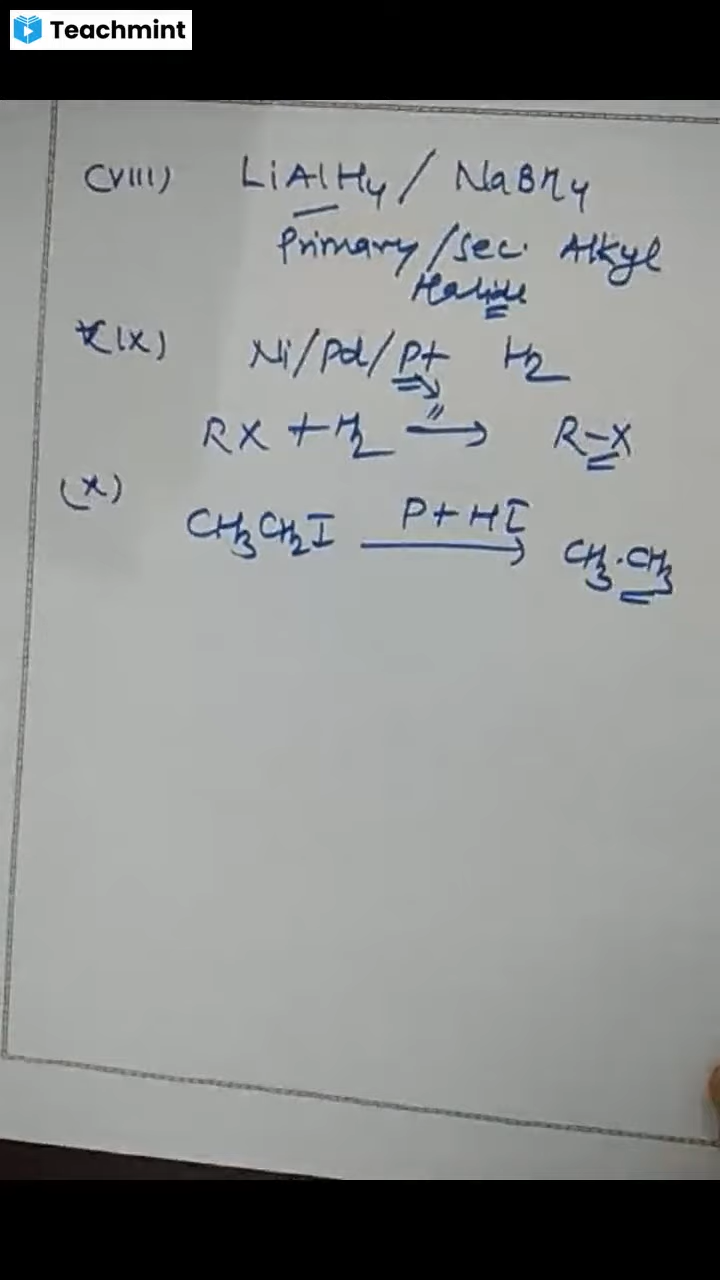 Teachmint
(VIII) LiAlH4 / NaBH4
Primary/Sec. Alkyl
Halide
(IX) Ni/Pd/Pt H2
RX + H2 → R-X
(X)
CH3CH2I P+HI → CH3.CH3